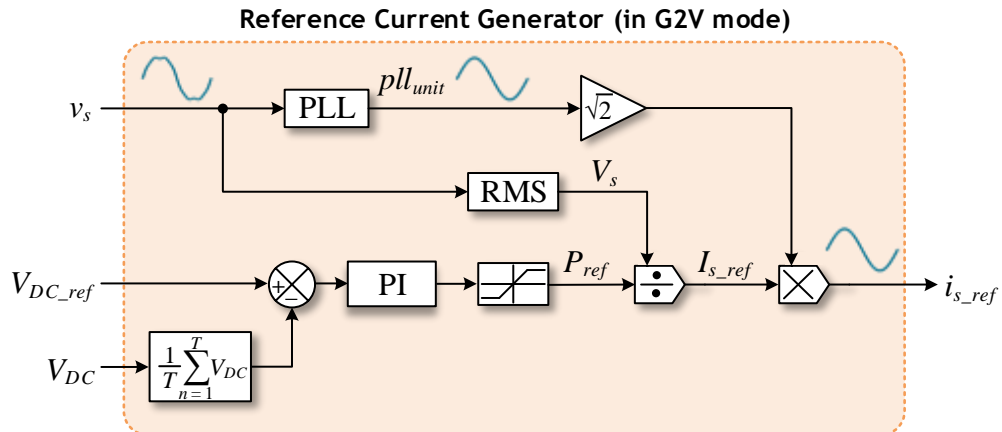 Reference Current Generator (in G2V mode)
v_s
PLL
pll_unit
√2
RMS
V_s
V_DC_ref
+
−
PI
P_ref
÷
I_s_ref
×
i_s_ref
V_DC
1/T ∑ n=1 T V_DC